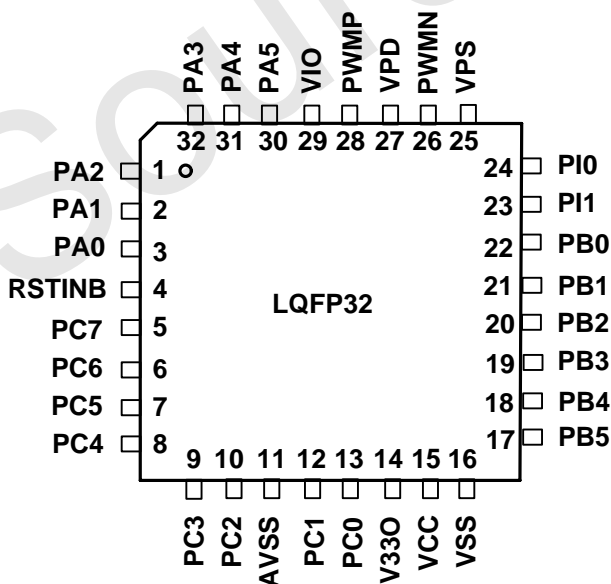 PA3 PA4 PA5 VIO PWMP VPD PWMN VPS
32 31 30 29 28 27 26 25
PA2 1 24 PI0
PA1 2 23 PI1
PA0 3 22 PB0
RSTINB 4 21 PB1
LQFP32
PC7 5 20 PB2
PC6 6 19 PB3
PC5 7 18 PB4
PC4 8 17 PB5
9 10 11 12 13 14 15 16
PC3 PC2 AVSS PC1 PC0 V33O VCC VSS